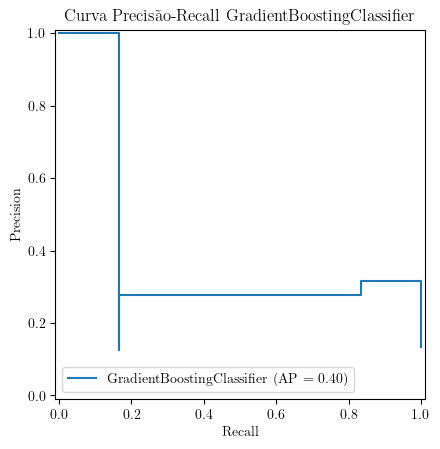 Curva Precisão-Recall GradientBoostingClassifier
1.0
0.8
0.6
0.4
0.2
0.0
Precision
GradientBoostingClassifier (AP = 0.40)
0.0 0.2 0.4 0.6 0.8 1.0
Recall